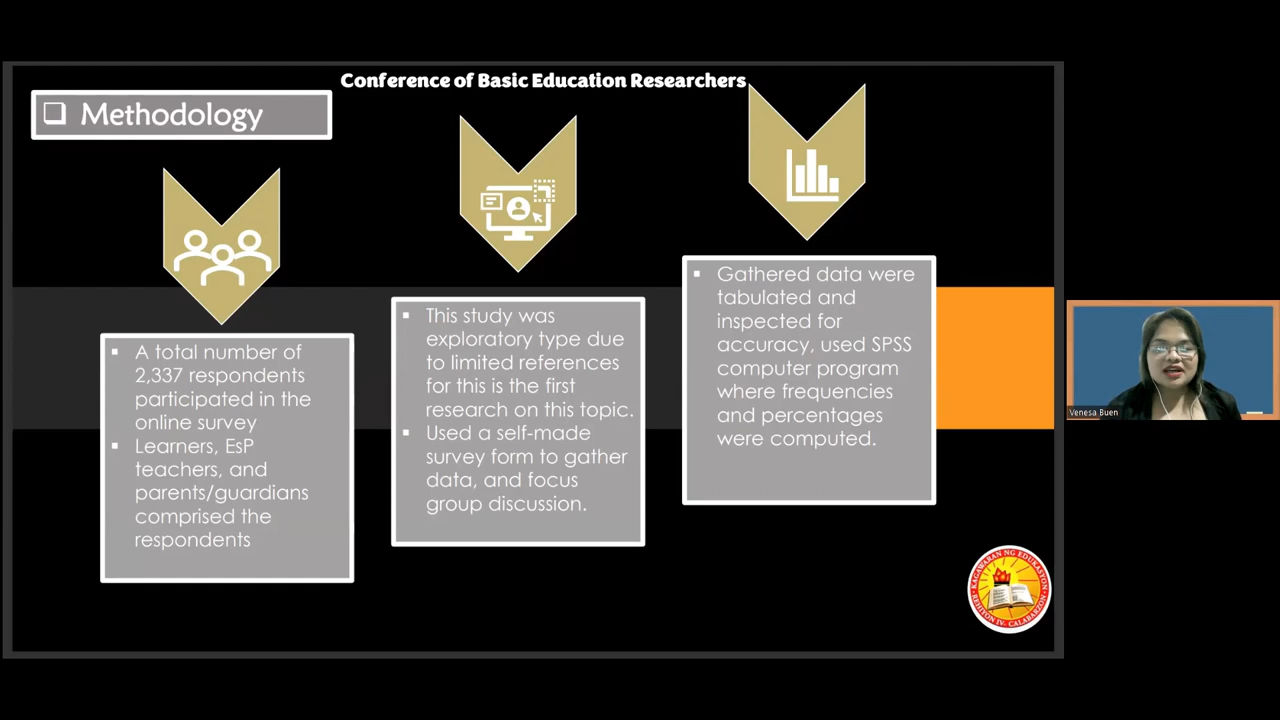 Conference of Basic Education Researchers
❑ Methodology
▪ A total number of
2,337 respondents
participated in the
online survey
▪ Learners, EsP
teachers, and
parents/guardians
comprised the
respondents
▪ This study was
exploratory type due
to limited references
for this is the first
research on this topic.
▪ Used a self-made
survey form to gather
data, and focus
group discussion.
▪ Gathered data were
tabulated and
inspected for
accuracy, used SPSS
computer program
where frequencies
and percentages
were computed.
Venesa Buen
KAGAWARAN NG EDUKASYON
REHIYON IV- CALABARZON